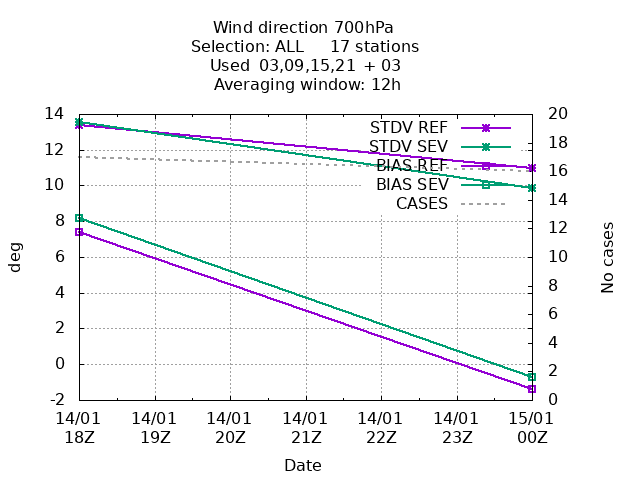 Wind direction 700hPa
Selection: ALL 17 stations
Used 03,09,15,21 + 03
Averaging window: 12h
STDV REF
STDV SEV
BIAS REF
BIAS SEV
CASES
deg
14
12
10
8
6
4
2
0
-2
No cases
20
18
16
14
12
10
8
6
4
2
0
14/01 14/01 14/01 14/01 14/01 14/01 15/01
18Z 19Z 20Z 21Z 22Z 23Z 00Z
Date